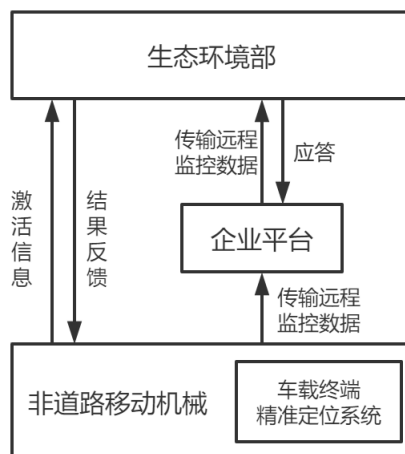 生态环境部
激活信息
结果反馈
传输远程
监控数据
应答
企业平台
传输远程
监控数据
非道路移动机械
车载终端
精准定位系统